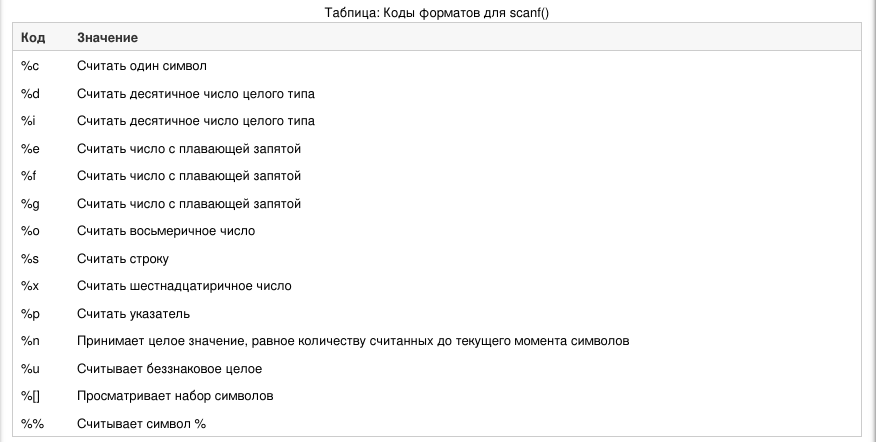 Таблица: Коды форматов для scanf()
Код Значение
%c Считать один символ
%d Считать десятичное число целого типа
%i Считать десятичное число целого типа
%e Считать число с плавающей запятой
%f Считать число с плавающей запятой
%g Считать число с плавающей запятой
%o Считать восьмеричное число
%s Считать строку
%x Считать шестнадцатиричное число
%p Считать указатель
%n Принимает целое значение, равное количеству считанных до текущего момента символов
%u Считывает беззнаковое целое
%[] Просматривает набор символов
%% Считывает символ %